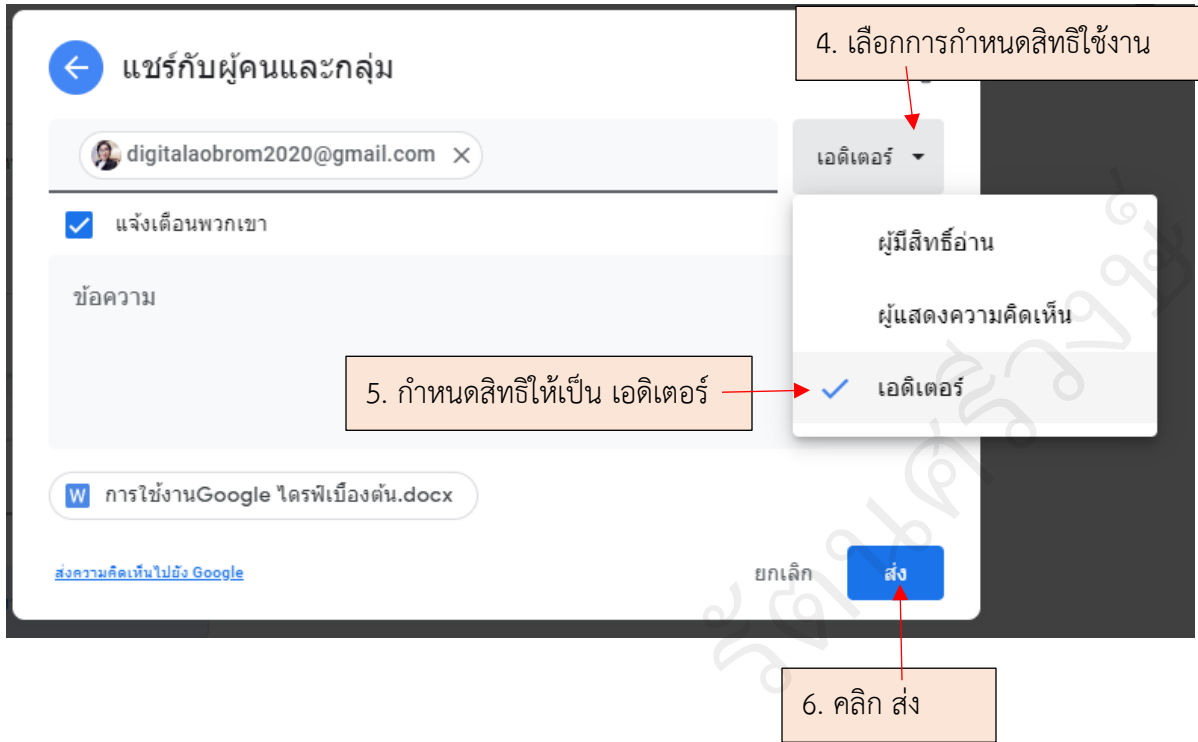 4. เลือกการกำหนดสิทธิใช้งาน
แชร์กับผู้คนและกลุ่ม
digitalaobrom2020@gmail.com
เอดิเตอร์
แจ้งเตือนพวกเขา
ผู้มีสิทธิ์อ่าน
ข้อความ
ผู้แสดงความคิดเห็น
5. กำหนดสิทธิให้เป็น เอดิเตอร์
เอดิเตอร์
W การใช้งานGoogle ไดรฟ์เบื้องต้น.docx
ส่งความคิดเห็นไปยัง Google
ยกเลิก
ส่ง
6. คลิก ส่ง